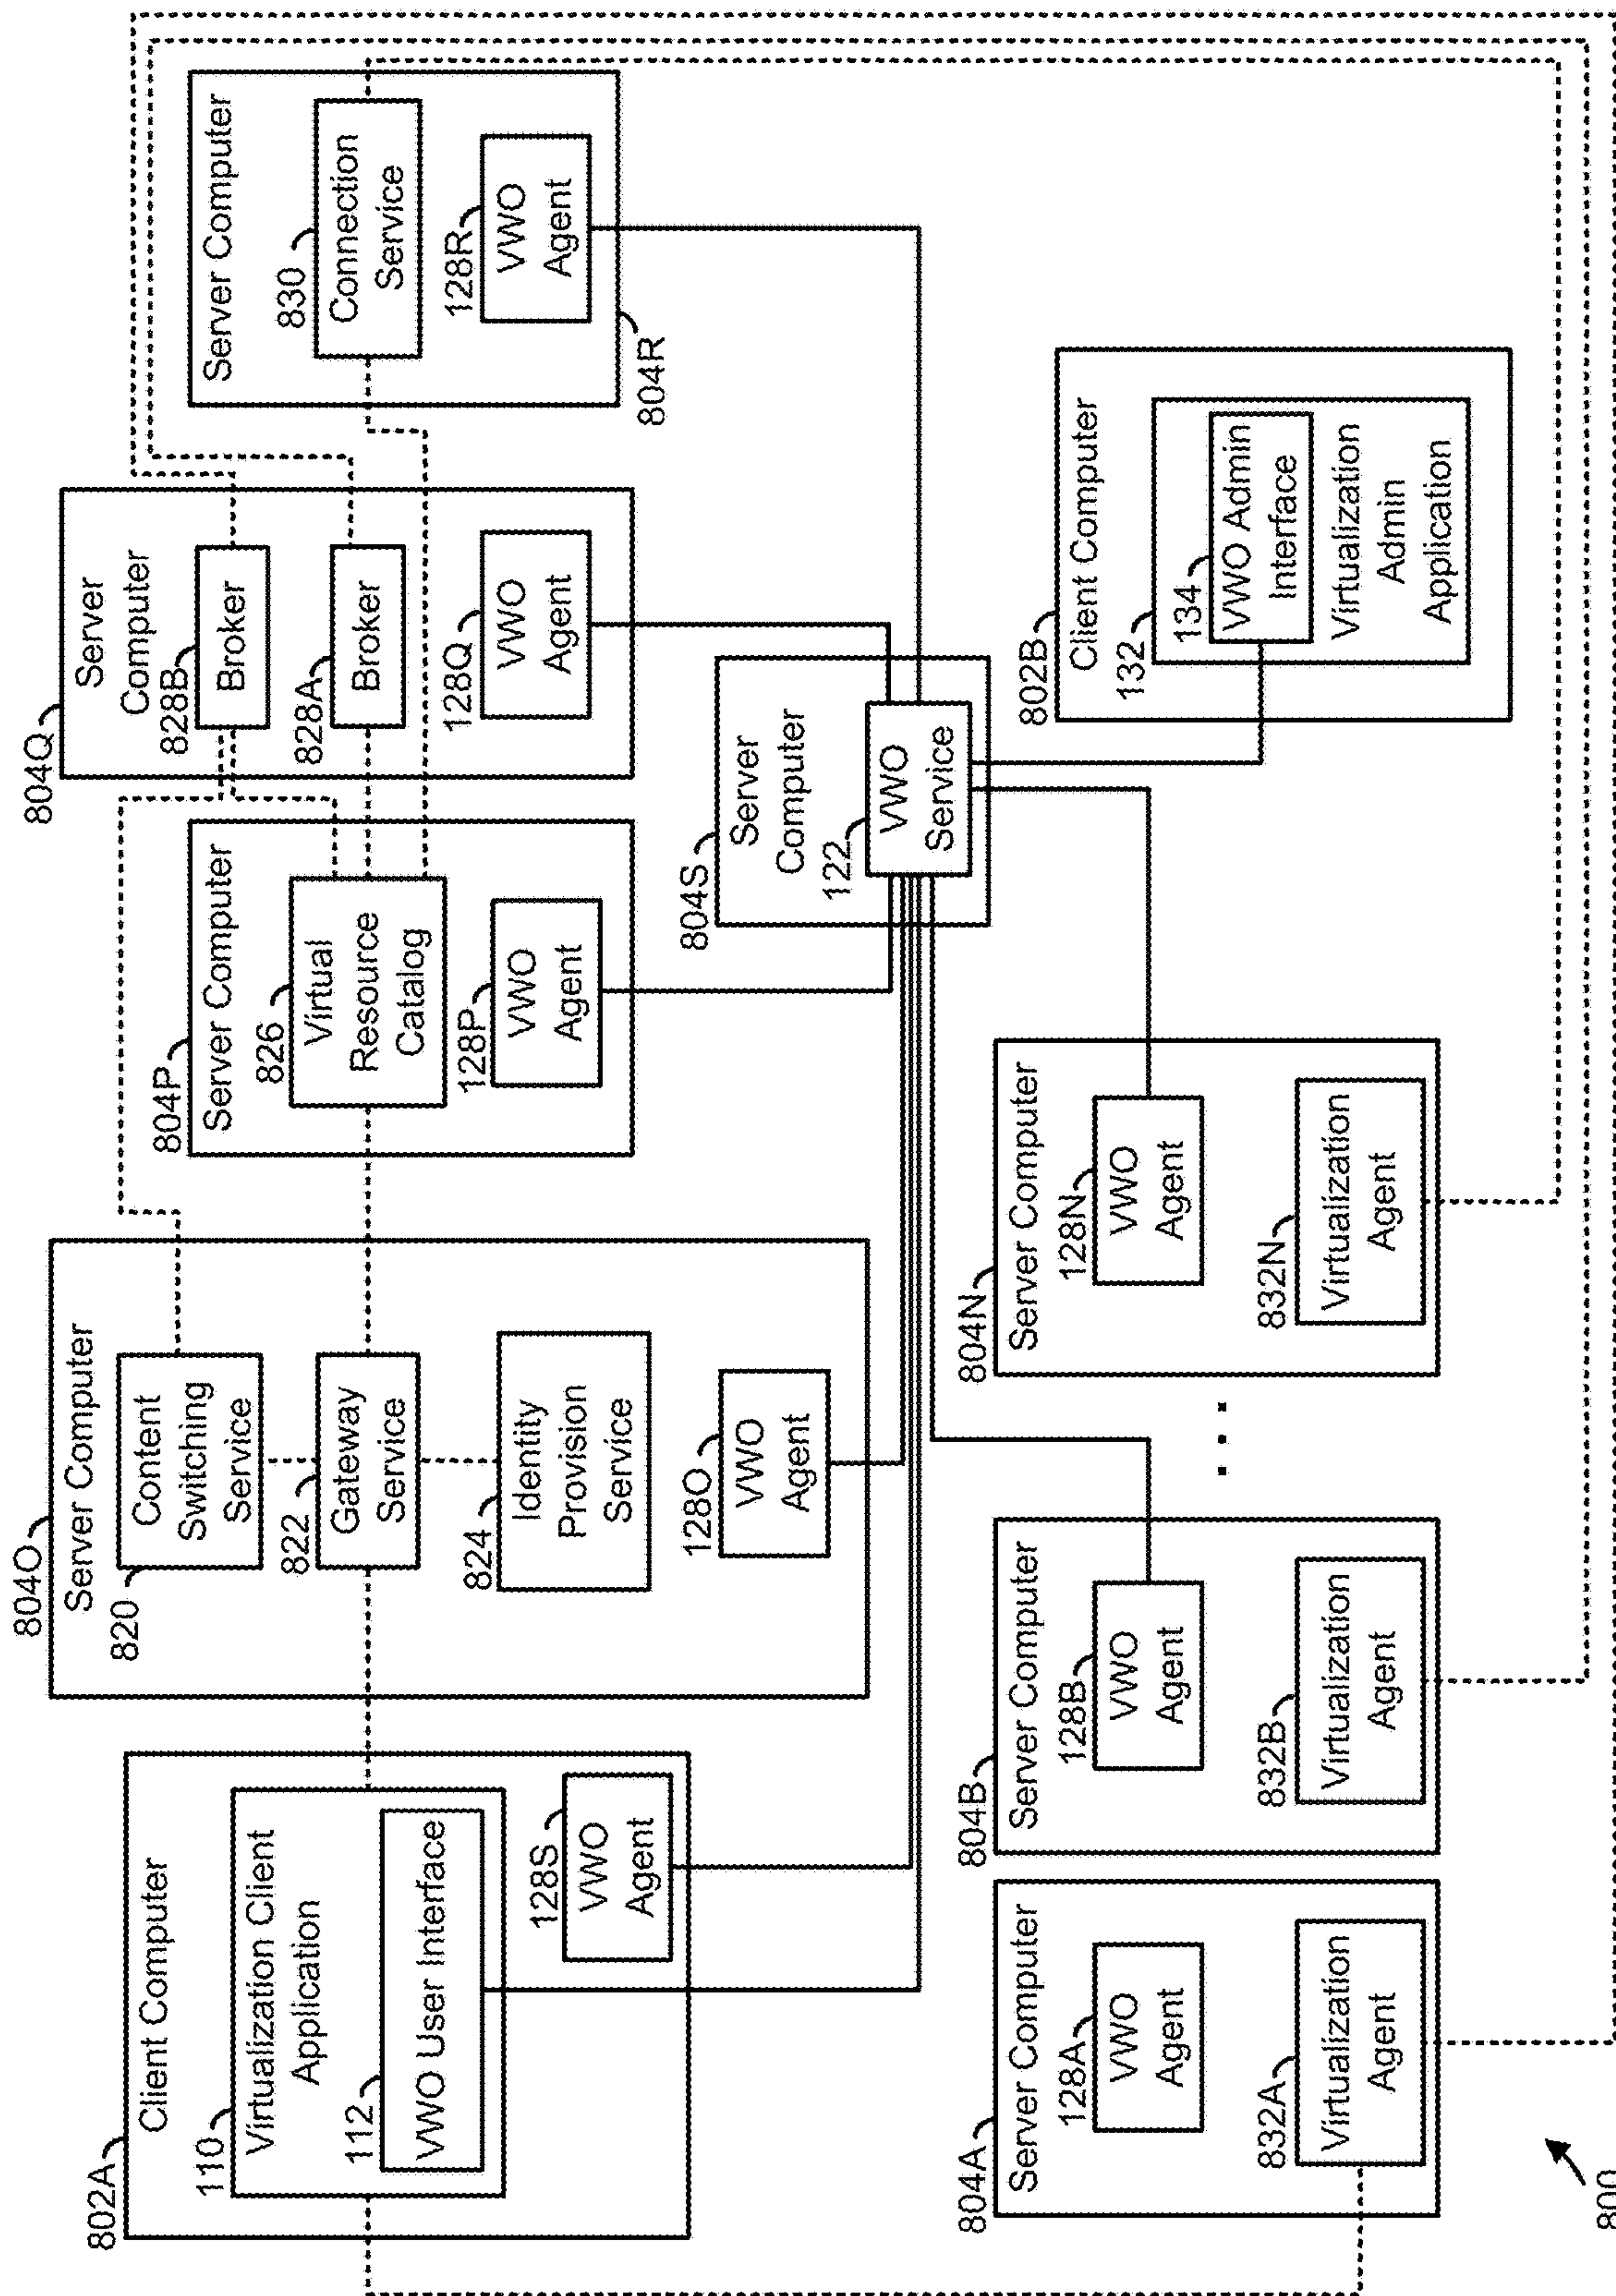 802A
Client Computer
110
Virtualization Client
Application
112
VWO User Interface
128S
VWO
Agent
804O
Server Computer
820
Content
Switching
Service
822
Gateway
Service
824
Identity
Provision
Service
128O
VWO
Agent
804P
Server Computer
826
Virtual
Resource
Catalog
128P
VWO
Agent
804Q
Server
Computer
828B
Broker
828A
Broker
128Q
VWO
Agent
Server Computer
830
Connection
Service
128R
VWO
Agent
804R
804S
Server
Computer
122
VWO
Service
804A
Server Computer
128A
VWO
Agent
832A
Virtualization
Agent
804B
Server Computer
128B
VWO
Agent
832B
Virtualization
Agent
. . .
804N
Server Computer
128N
VWO
Agent
832N
Virtualization
Agent
802B
Client Computer
132
134
VWO Admin
Interface
Virtualization
Admin
Application
800